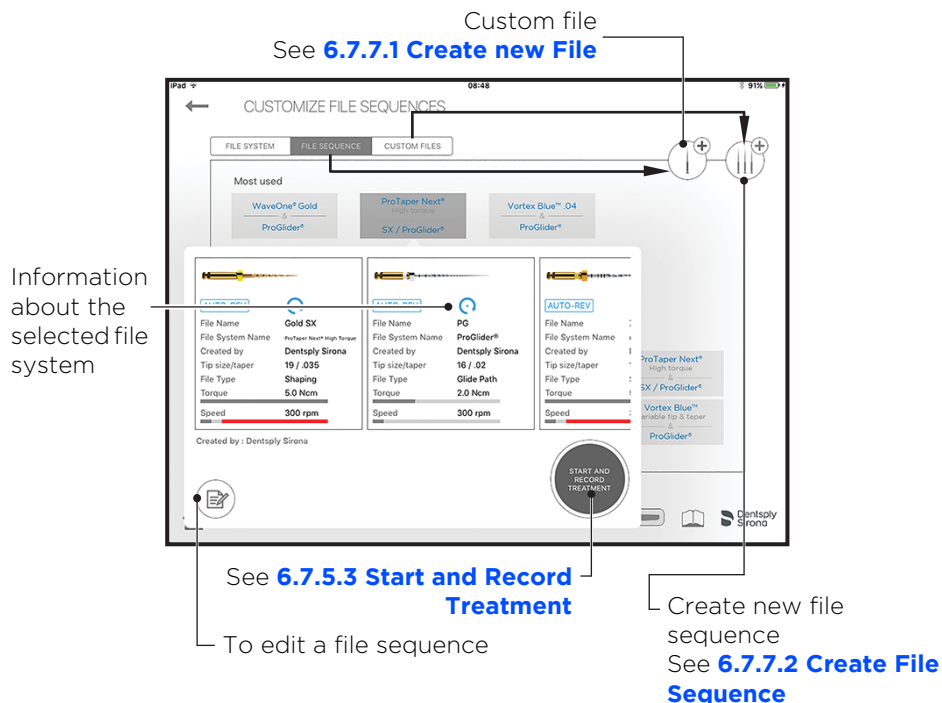 Custom file
See 6.7.7.1 Create new File
iPad
08:48
91%
CUSTOMIZE FILE SEQUENCES
FILE SYSTEM
FILE SEQUENCE
CUSTOM FILES
Most used
WaveOne® Gold
&
ProGlider®
ProTaper Next®
High torque
SX / ProGlider®
Vortex Blue™ .04
&
ProGlider®
Information
about the
selected file
system
AUTO-REV
File Name Gold SX
File System Name ProTaper Next® High Torque
Created by Dentsply Sirona
Tip size/taper 19 / .035
File Type Shaping
Torque 5.0 Ncm
Speed 300 rpm
AUTO-REV
File Name PG
File System Name ProGlider®
Created by Dentsply Sirona
Tip size/taper 16 / .02
File Type Glide Path
Torque 2.0 Ncm
Speed 300 rpm
AUTO-REV
File Name
File System Name
Created by
Tip size/taper
File Type
Torque
Speed
ProTaper Next®
High torque
&
SX / ProGlider®
Vortex Blue™
variable tip & taper
&
ProGlider®
Created by : Dentsply Sirona
START AND
RECORD
TREATMENT
Dentsply
Sirona
See 6.7.5.3 Start and Record
Treatment
To edit a file sequence
Create new file
sequence
See 6.7.7.2 Create File
Sequence